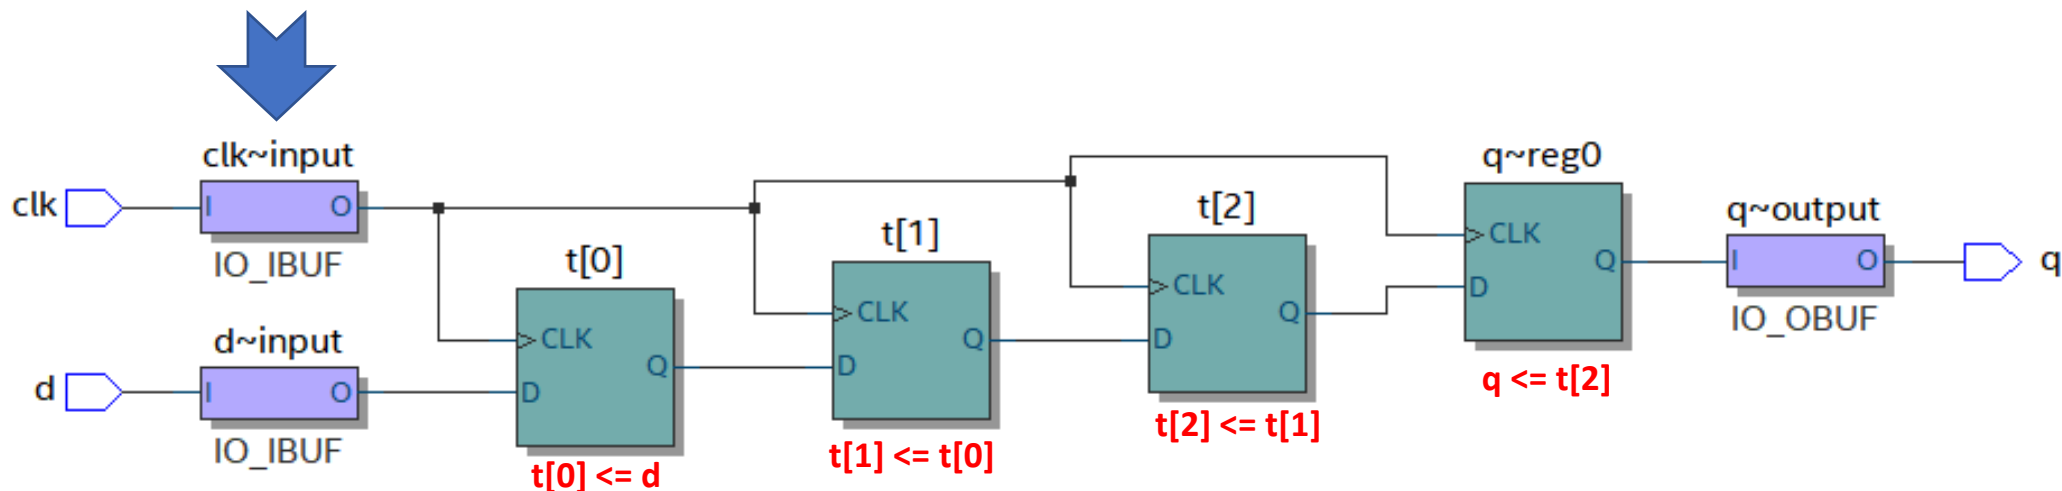 clk~input
clk
I
O
IO_IBUF
d~input
d
I
O
IO_IBUF
t[0]
CLK
D
Q
t[0] <= d
t[1]
CLK
D
Q
t[1] <= t[0]
t[2]
CLK
D
Q
t[2] <= t[1]
q~reg0
CLK
D
Q
q <= t[2]
q~output
I
O
IO_OBUF
q